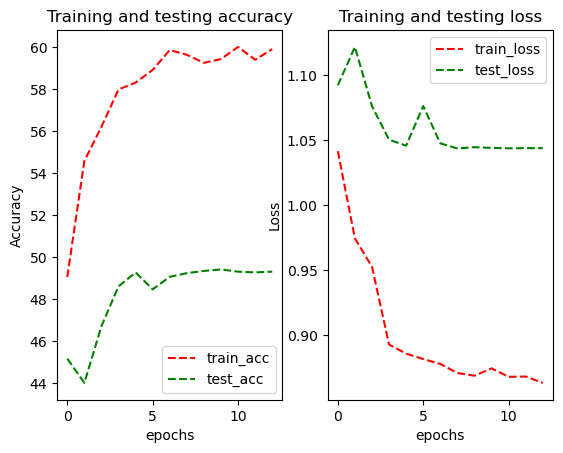 Training and testing accuracy
60
58
56
54
52
50
48
46
44
Accuracy
train_acc
test_acc
0
5
10
epochs
Training and testing loss
train_loss
test_loss
1.10
1.05
1.00
0.95
0.90
Loss
0
5
10
epochs